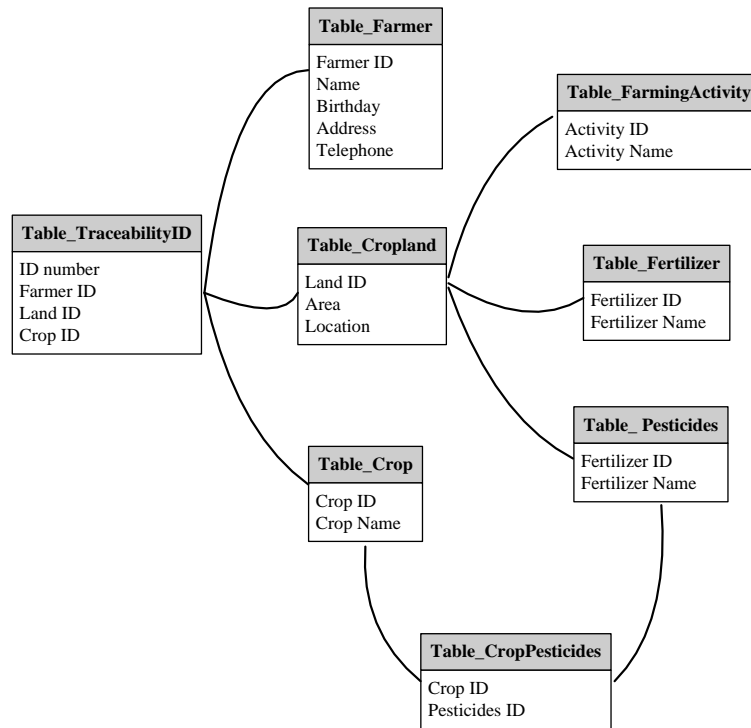 Table_Farmer
Farmer ID
Name
Birthday
Address
Telephone
Table_FarmingActivity
Activity ID
Activity Name
Table_TraceabilityID
ID number
Farmer ID
Land ID
Crop ID
Table_Cropland
Land ID
Area
Location
Table_Fertilizer
Fertilizer ID
Fertilizer Name
Table_ Pesticides
Fertilizer ID
Fertilizer Name
Table_Crop
Crop ID
Crop Name
Table_CropPesticides
Crop ID
Pesticides ID